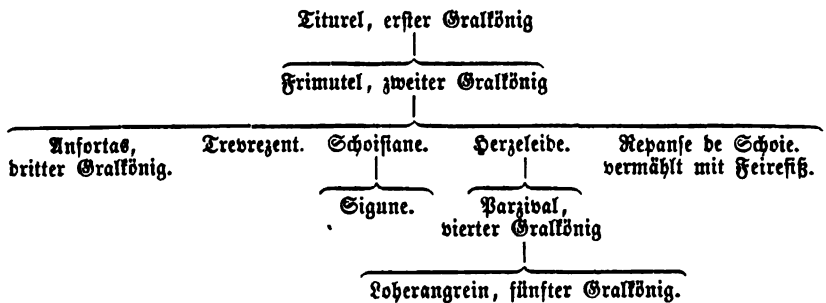 Titurel, erster Gralkönig
Frimutel, zweiter Gralkönig
Anfortas, Trevrezent. Schoisiane. Herzeleide. Repanse de Schoie.
dritter Gralkönig. vermählt mit Feirefiß.
Sigune. Parzival,
vierter Gralkönig
Loherangrein, fünfter Gralkönig.